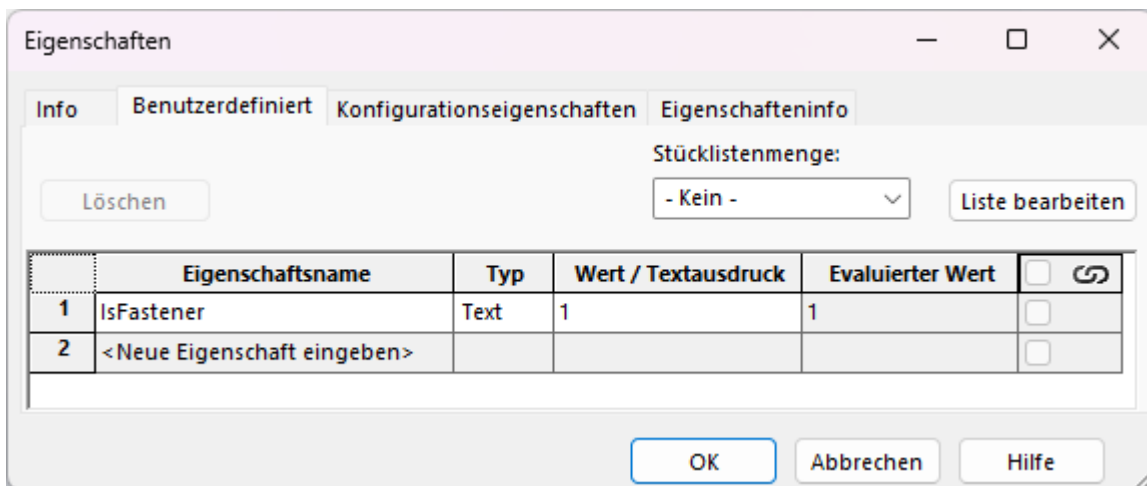 Eigenschaften
Info Benutzerdefiniert Konfigurationseigenschaften Eigenschafteninfo
Stücklistenmenge:
Löschen - Kein - Liste bearbeiten
Eigenschaftsname Typ Wert / Textausdruck Evaluierter Wert
1 IsFastener Text 1 1
2 <Neue Eigenschaft eingeben>
OK Abbrechen Hilfe